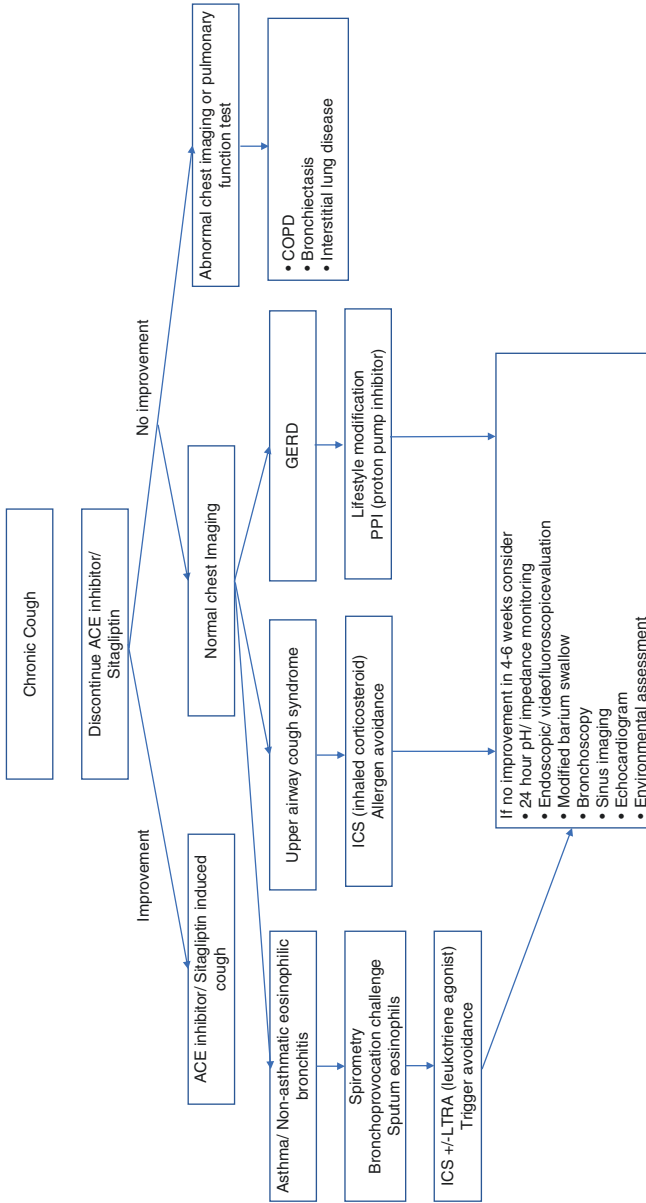 Chronic Cough
Discontinue ACE inhibitor/
Sitagliptin
Improvement
No improvement
ACE inhibitor/ Sitagliptin induced
cough
Normal chest Imaging
Abnormal chest imaging or pulmonary
function test
Asthma/ Non-asthmatic eosinophilic
bronchitis
Upper airway cough syndrome
GERD
• COPD
• Bronchiectasis
• Interstitial lung disease
Spirometry
Bronchoprovocation challenge
Sputum eosinophils
ICS (inhaled corticosteroid)
Allergen avoidance
Lifestyle modification
PPI (proton pump inhibitor)
ICS +/-LTRA (leukotriene agonist)
Trigger avoidance
If no improvement in 4-6 weeks consider
• 24 hour pH/ impedance monitoring
• Endoscopic/ videofluoroscopicevaluation
• Modified barium swallow
• Bronchoscopy
• Sinus imaging
• Echocardiogram
• Environmental assessment